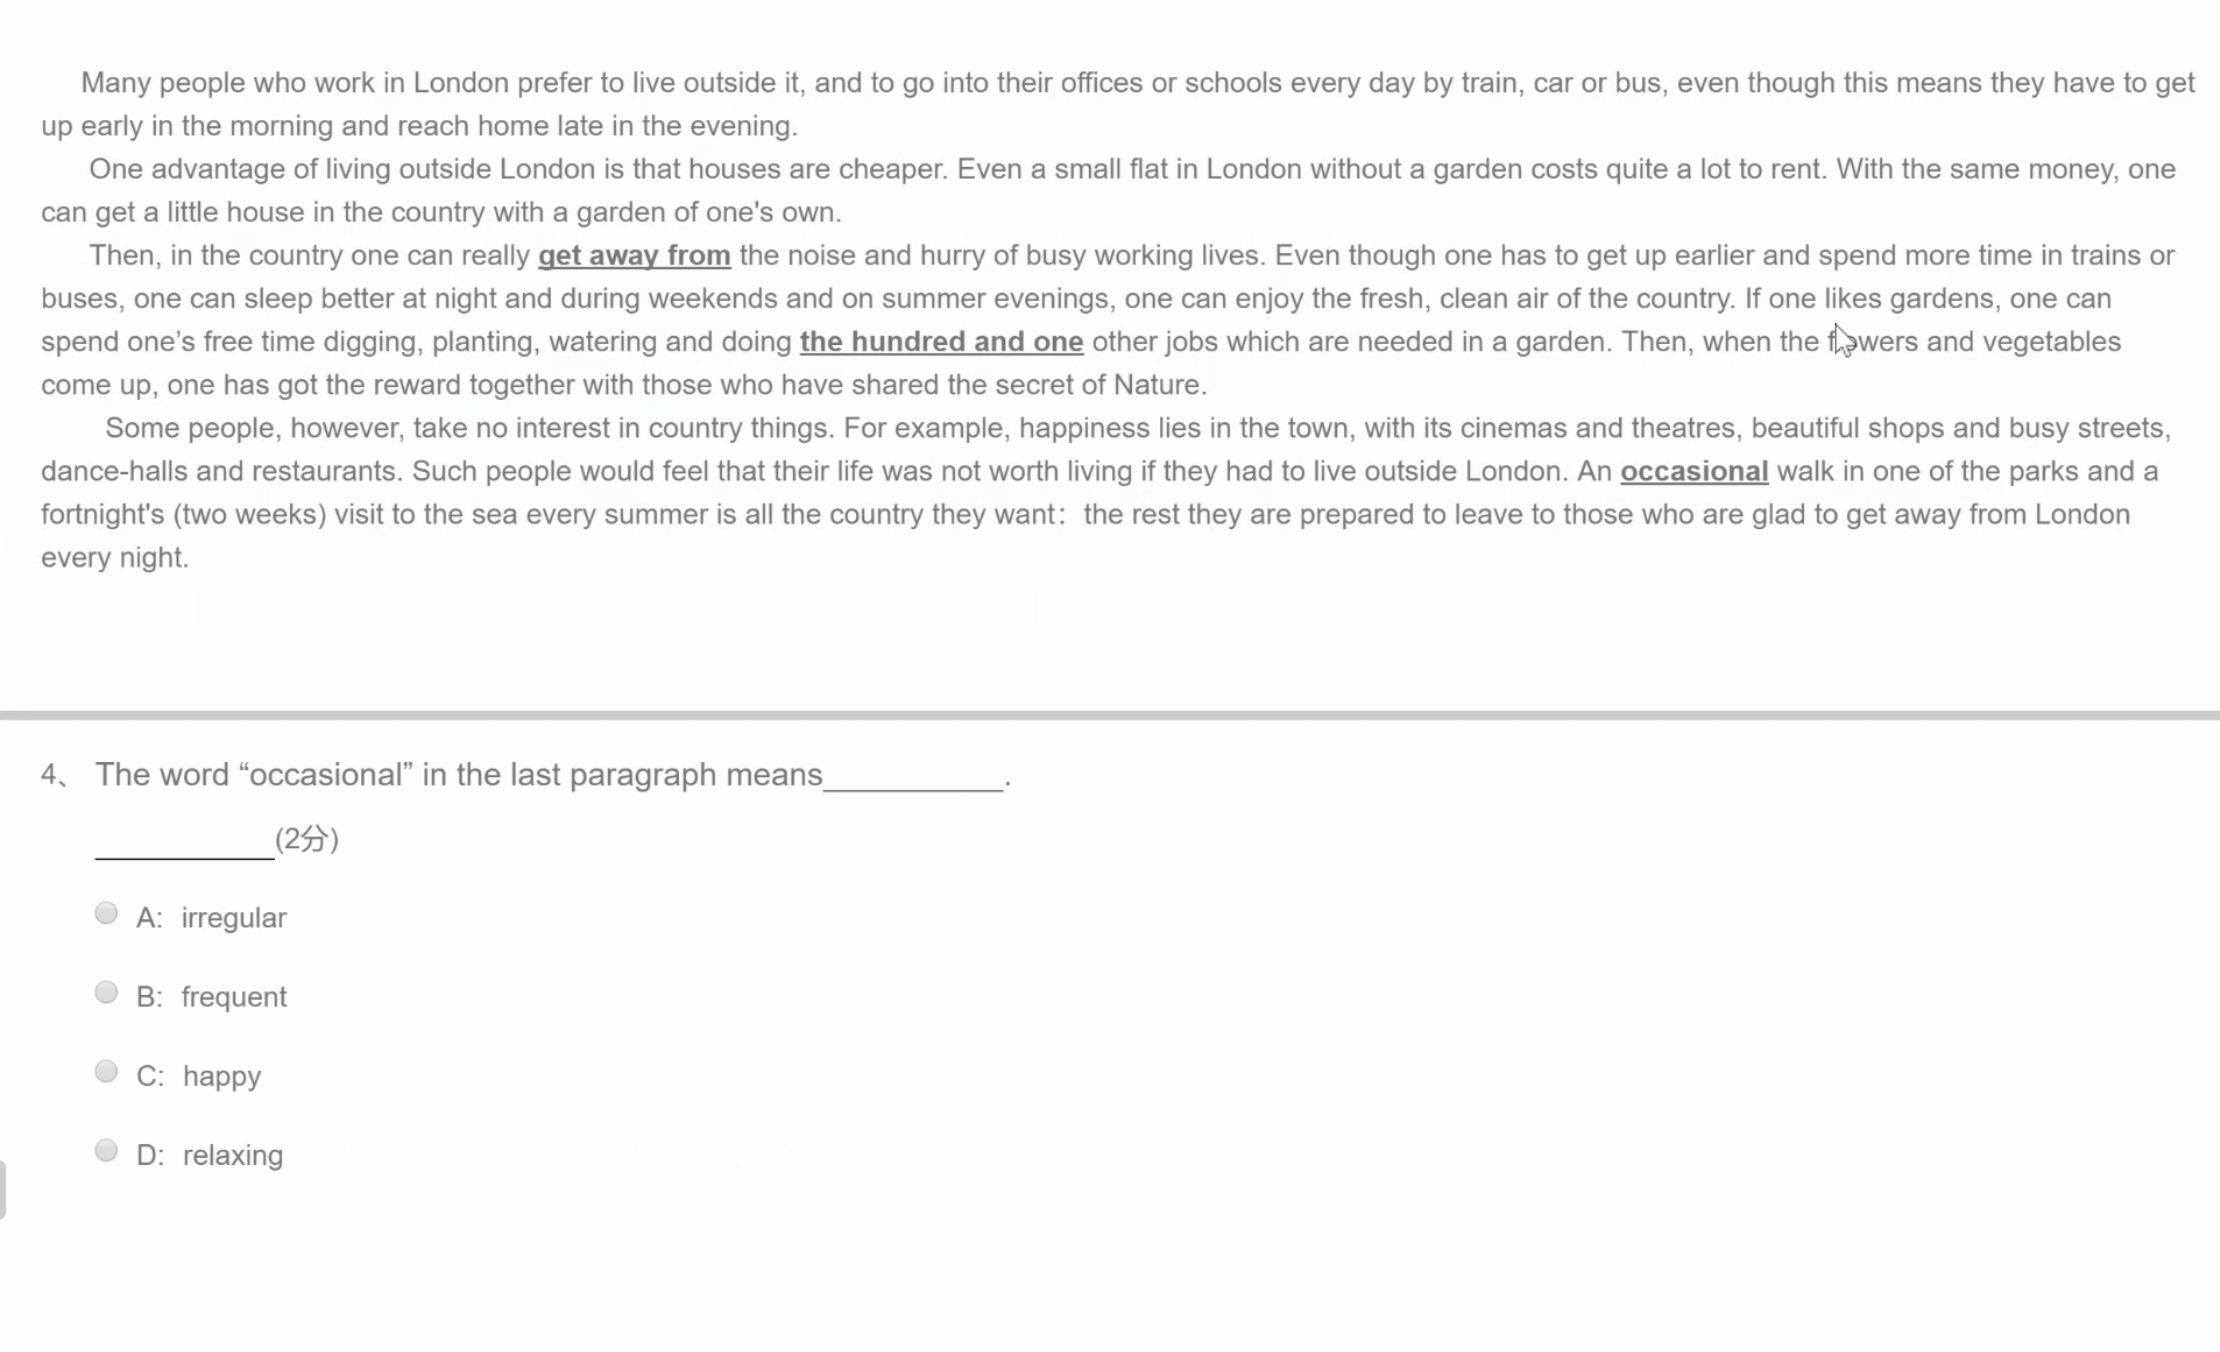 Many people who work in London prefer to live outside it, and to go into their offices or schools every day by train, car or bus, even though this means they have to get
up early in the morning and reach home late in the evening.
One advantage of living outside London is that houses are cheaper. Even a small flat in London without a garden costs quite a lot to rent. With the same money, one
can get a little house in the country with a garden of one's own.
Then, in the country one can really get away from the noise and hurry of busy working lives. Even though one has to get up earlier and spend more time in trains or
buses, one can sleep better at night and during weekends and on summer evenings, one can enjoy the fresh, clean air of the country. If one likes gardens, one can
spend one’s free time digging, planting, watering and doing the hundred and one other jobs which are needed in a garden. Then, when the flowers and vegetables
come up, one has got the reward together with those who have shared the secret of Nature.
Some people, however, take no interest in country things. For example, happiness lies in the town, with its cinemas and theatres, beautiful shops and busy streets,
dance-halls and restaurants. Such people would feel that their life was not worth living if they had to live outside London. An occasional walk in one of the parks and a
fortnight's (two weeks) visit to the sea every summer is all the country they want：the rest they are prepared to leave to those who are glad to get away from London
every night.
4、 The word “occasional” in the last paragraph means__________.
__________(2分)
A: irregular
B: frequent
C: happy
D: relaxing